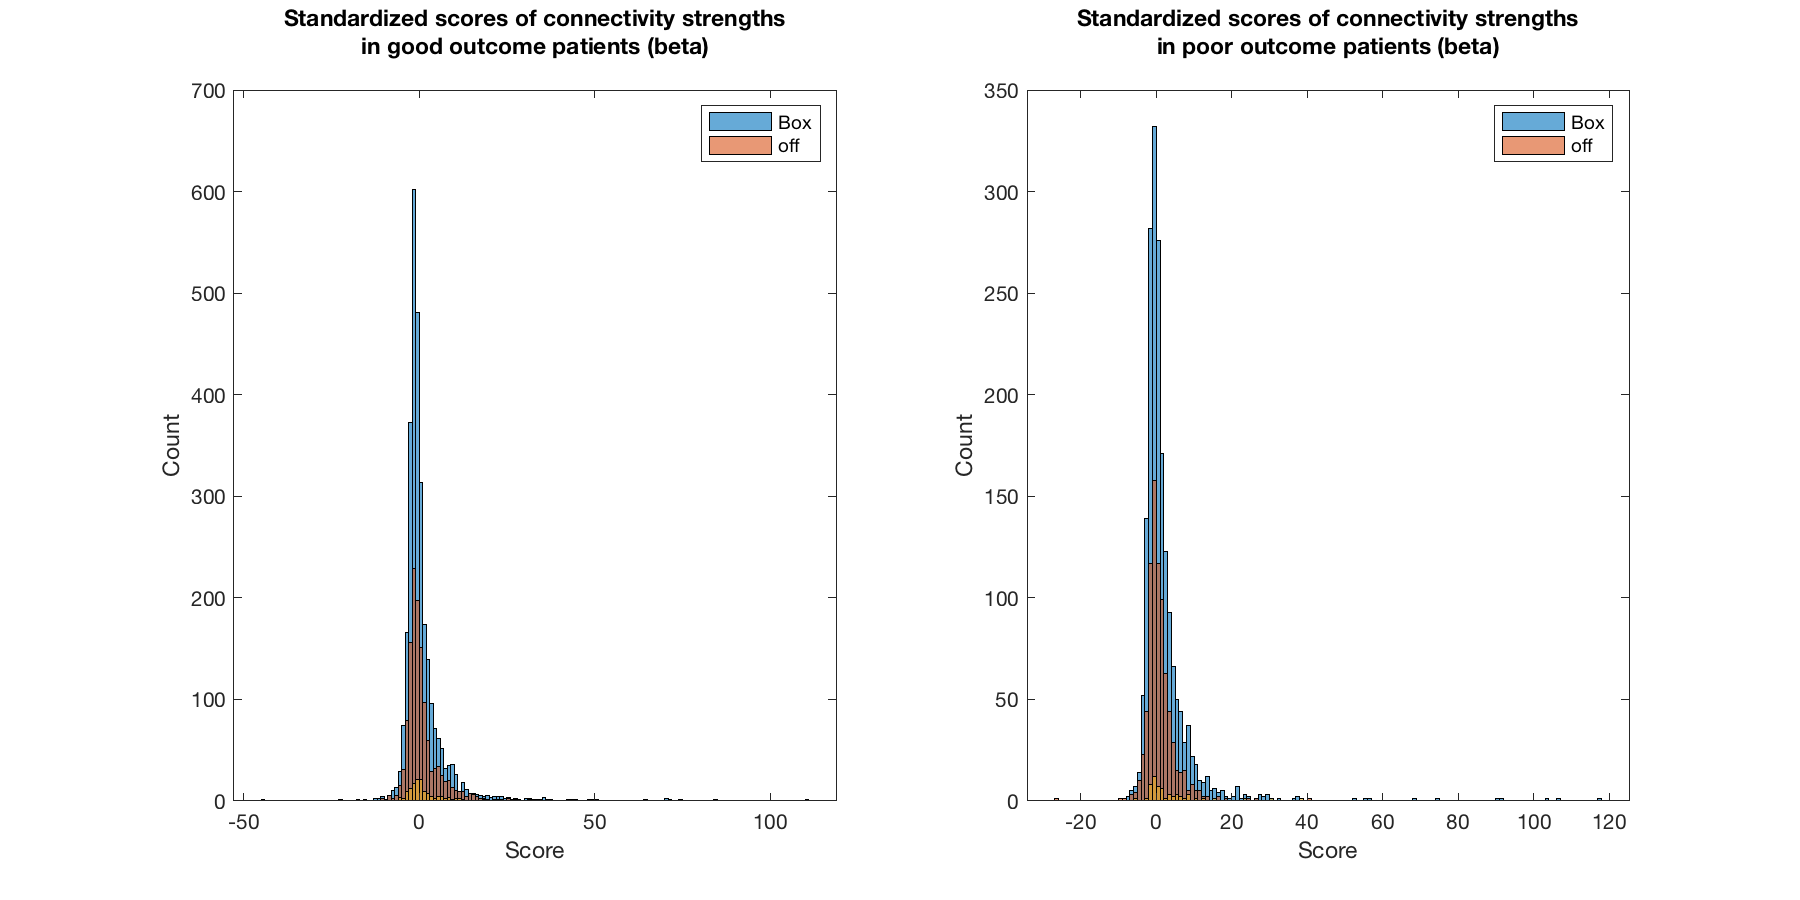 Standardized scores of connectivity strengths
in good outcome patients (beta)
700
600
500
400
300
200
100
0
Count
-50
0
50
100
Score
Box
off
Standardized scores of connectivity strengths
in poor outcome patients (beta)
350
300
250
200
150
100
50
0
Count
-20
0
20
40
60
80
100
120
Score
Box
off